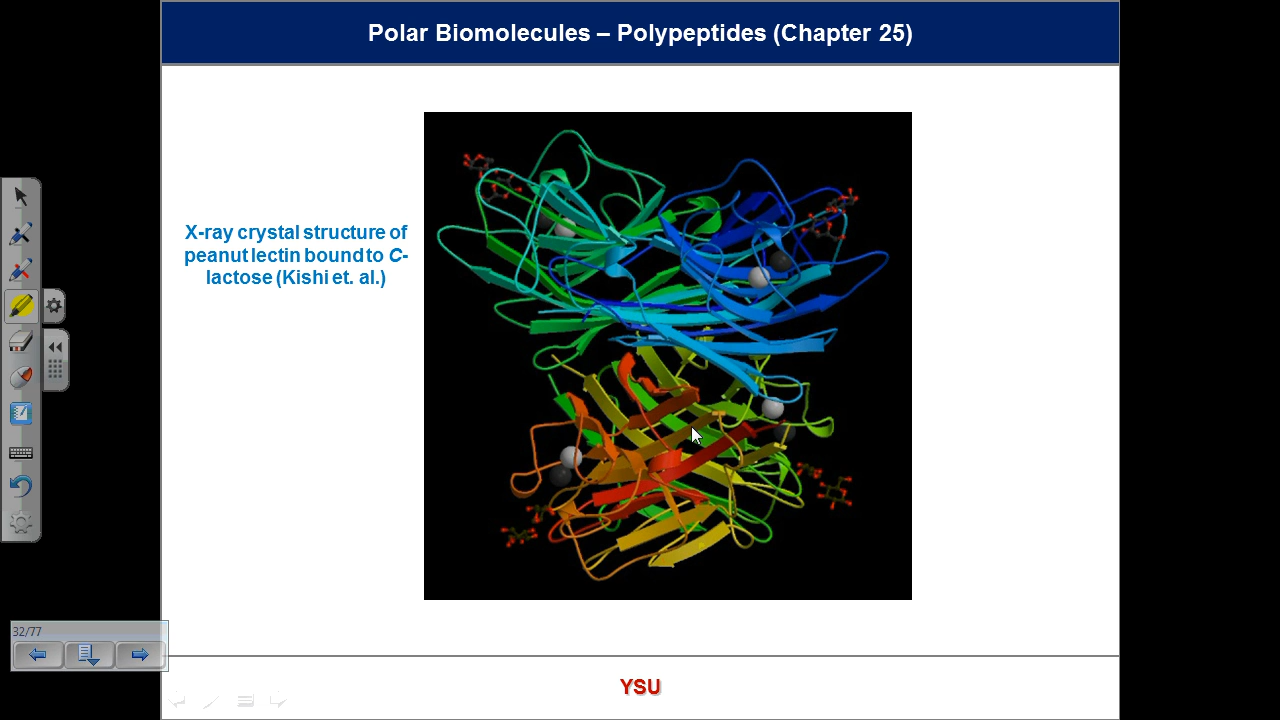 Polar Biomolecules – Polypeptides (Chapter 25)
X-ray crystal structure of
peanut lectin bound to C-
lactose (Kishi et. al.)
32/77
YSU